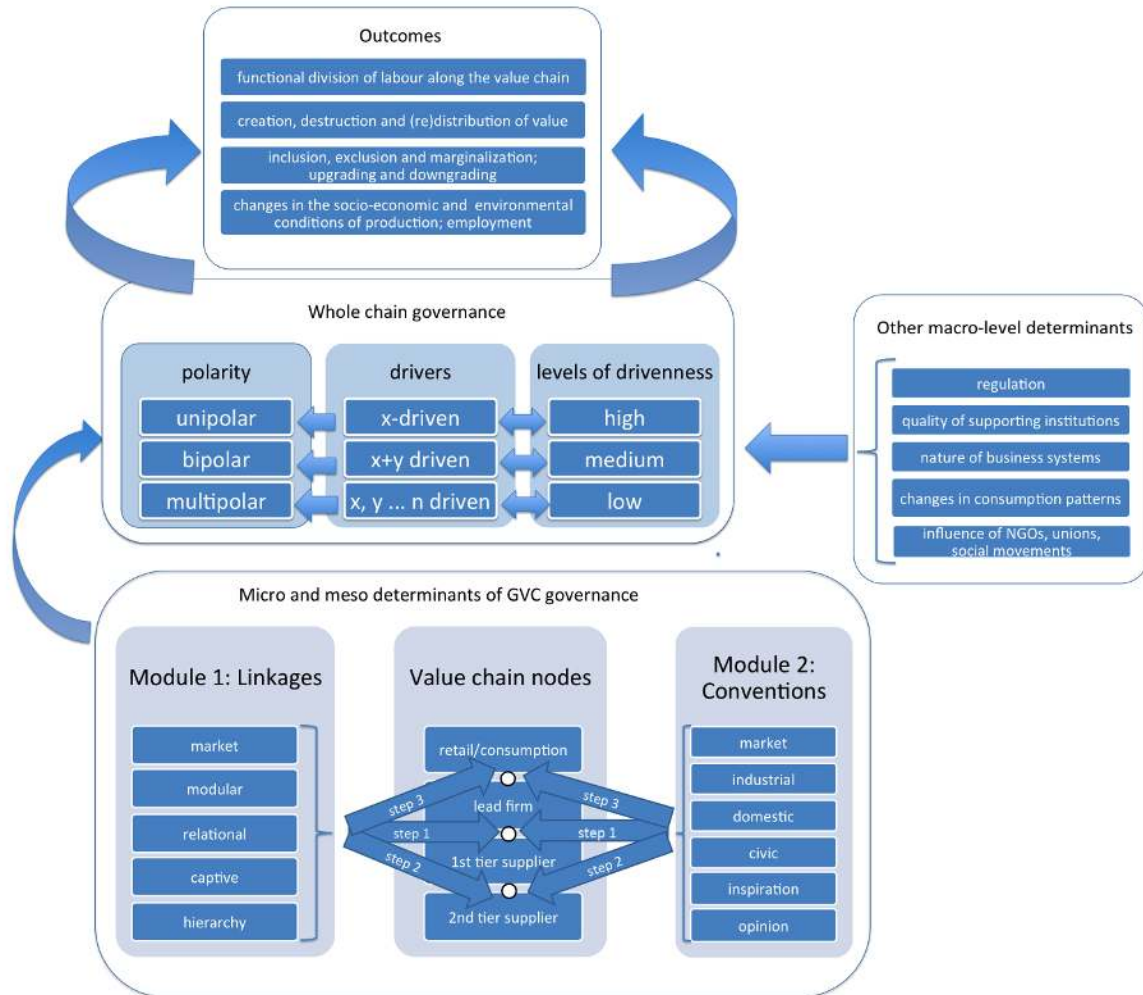 Outcomes
functional division of labour along the value chain
creation, destruction and (re)distribution of value
inclusion, exclusion and marginalization;
upgrading and downgrading
changes in the socio-economic and environmental
conditions of production; employment
Whole chain governance
polarity
unipolar
bipolar
multipolar
drivers
x-driven
x+y driven
x, y ... n driven
levels of drivenness
high
medium
low
Other macro-level determinants
regulation
quality of supporting institutions
nature of business systems
changes in consumption patterns
influence of NGOs, unions,
social movements
Micro and meso determinants of GVC governance
Module 1: Linkages
market
modular
relational
captive
hierarchy
Value chain nodes
retail/consumption
lead firm
1st tier supplier
2nd tier supplier
step 3
step 1
step 2
step 3
step 1
step 2
Module 2:
Conventions
market
industrial
domestic
civic
inspiration
opinion